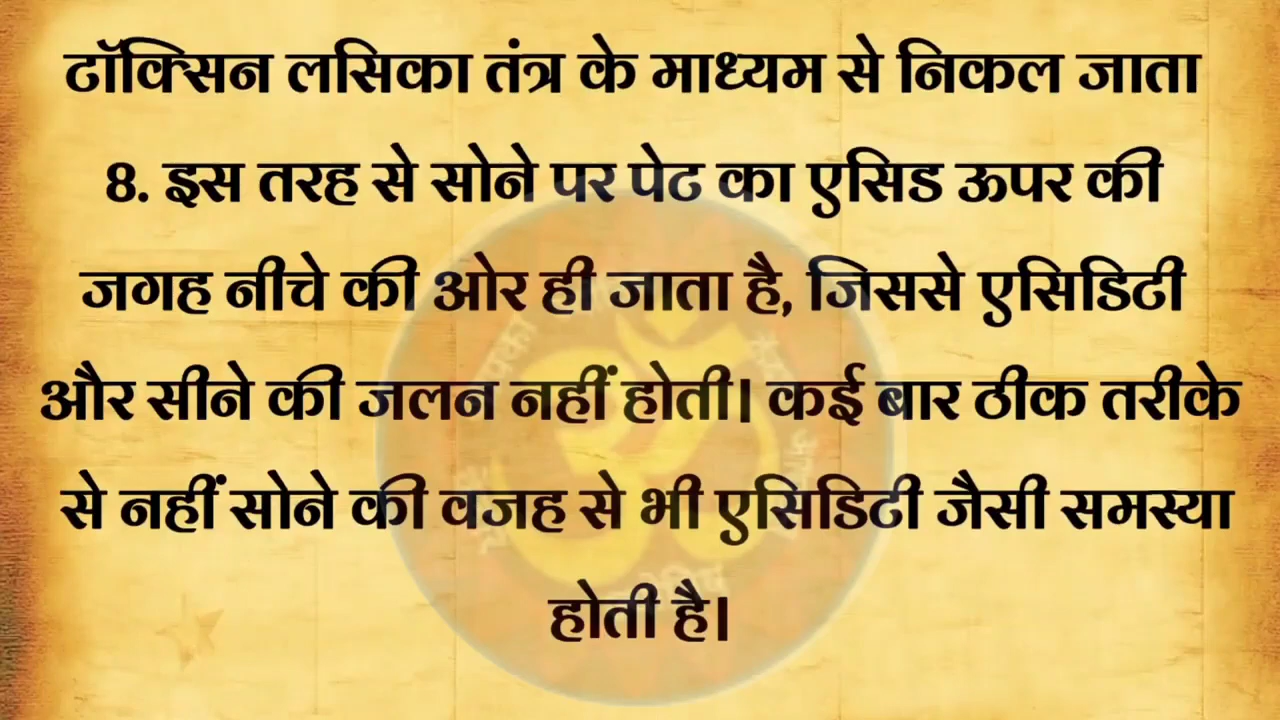 टॉक्सिन लसिका तंत्र के माध्यम से निकल जाता
8. इस तरह से सोने पर पेट का एसिड ऊपर की
जगह नीचे की ओर ही जाता है, जिससे एसिडिटी
और सीने की जलन नहीं होती। कई बार ठीक तरीके
से नहीं सोने की वजह से भी एसिडिटी जैसी समस्या
होती है।
ॐ